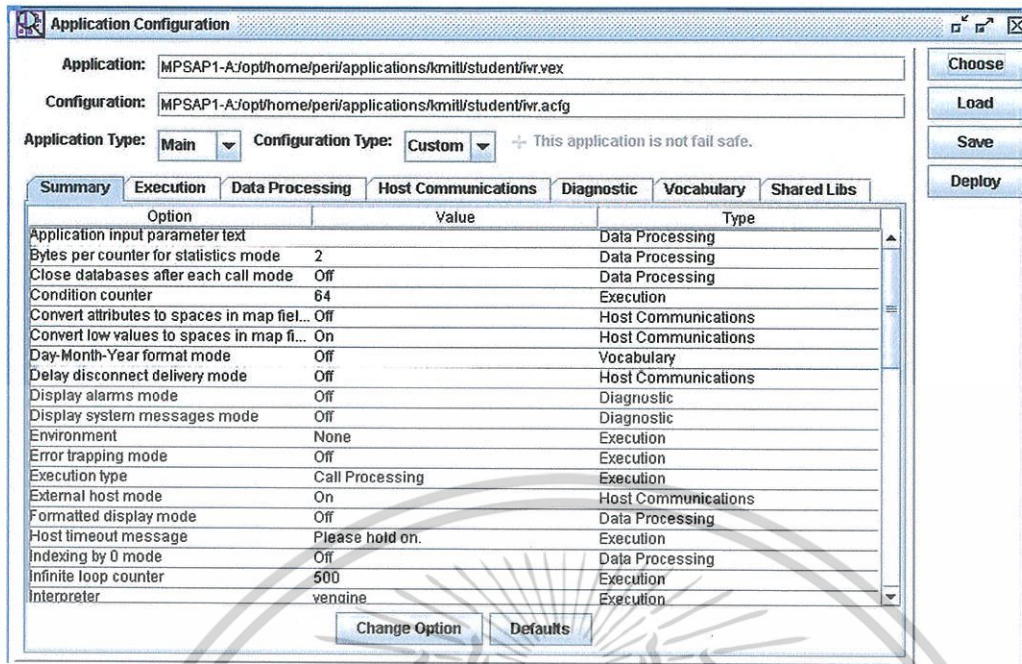 Application Configuration
Application: MPSAP1-A:/opt/home/peri/applications/kmitl/student/ivr.vex
Choose
Configuration: MPSAP1-A:/opt/home/peri/applications/kmitl/student/ivr.acfg
Load
Application Type: Main Configuration Type: Custom This application is not fail safe.
Save
Deploy
Summary Execution Data Processing Host Communications Diagnostic Vocabulary Shared Libs
Option Value Type
Application input parameter text Data Processing
Bytes per counter for statistics mode 2 Data Processing
Close databases after each call mode Off Data Processing
Condition counter 64 Execution
Convert attributes to spaces in map fiel... Off Host Communications
Convert low values to spaces in map fi... On Host Communications
Day-Month-Year format mode Off Vocabulary
Delay disconnect delivery mode Off Host Communications
Display alarms mode Off Diagnostic
Display system messages mode Off Diagnostic
Environment None Execution
Error trapping mode Off Execution
Execution type Call Processing Execution
External host mode On Host Communications
Formatted display mode Off Data Processing
Host timeout message Please hold on. Execution
Indexing by 0 mode Off Data Processing
Infinite loop counter 500 Execution
Interpreter vengine Execution
Change Option Defaults